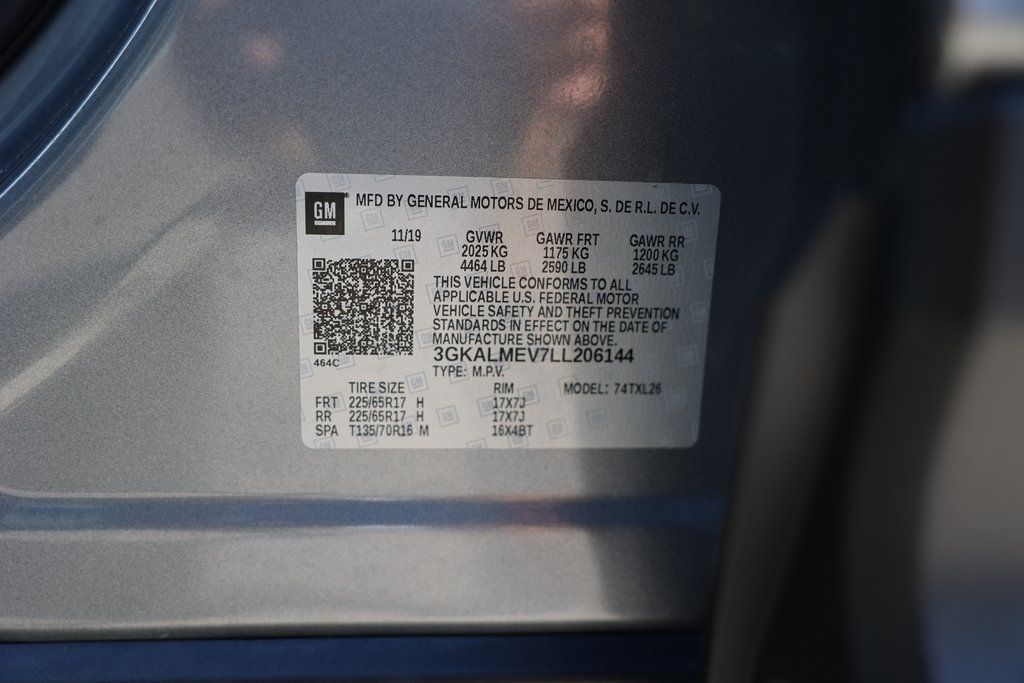 GM ® MFD BY GENERAL MOTORS DE MEXICO, S. DE R.L. DE C.V.
11/19 GVWR GAWR FRT GAWR RR
2025 KG 1175 KG 1200 KG
4464 LB 2590 LB 2645 LB
THIS VEHICLE CONFORMS TO ALL
APPLICABLE U.S. FEDERAL MOTOR
VEHICLE SAFETY AND THEFT PREVENTION
STANDARDS IN EFFECT ON THE DATE OF
MANUFACTURE SHOWN ABOVE.
3GKALMEV7LL206144
464C
TYPE: M.P.V.
TIRE SIZE RIM MODEL: 74TXL26
FRT 225/65R17 H 17X7J
RR 225/65R17 H 17X7J
SPA T135/70R16 M 16X4BT